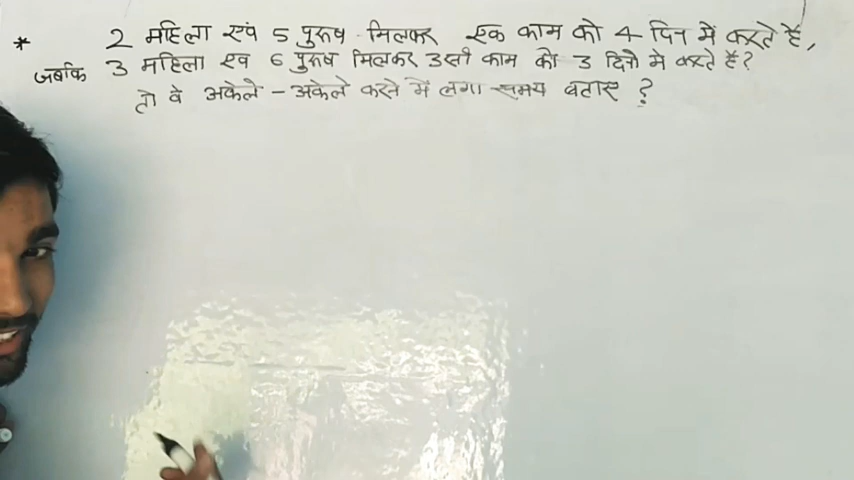 * 2 महिला एवं 5 पुरुष मिलकर एक काम को 4 दिन में करते है,
जबकि 3 महिला एव 6 पुरुष मिलकर उसी काम को 3 दिनो मे करते है?
तो वे अकेले - अकेले करने में लगा समय बताए ?